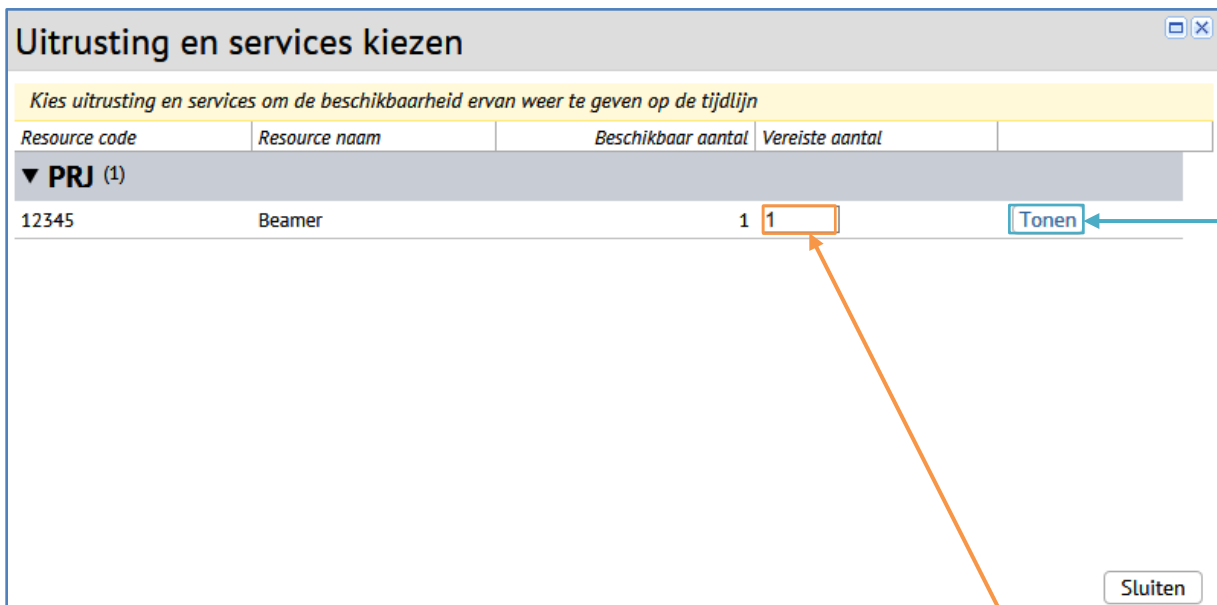 Uitrusting en services kiezen
Kies uitrusting en services om de beschikbaarheid ervan weer te geven op de tijdlijn
Resource code Resource naam Beschikbaar aantal Vereiste aantal
▼ PRJ (1)
12345 Beamer 1 1 Tonen
Sluiten